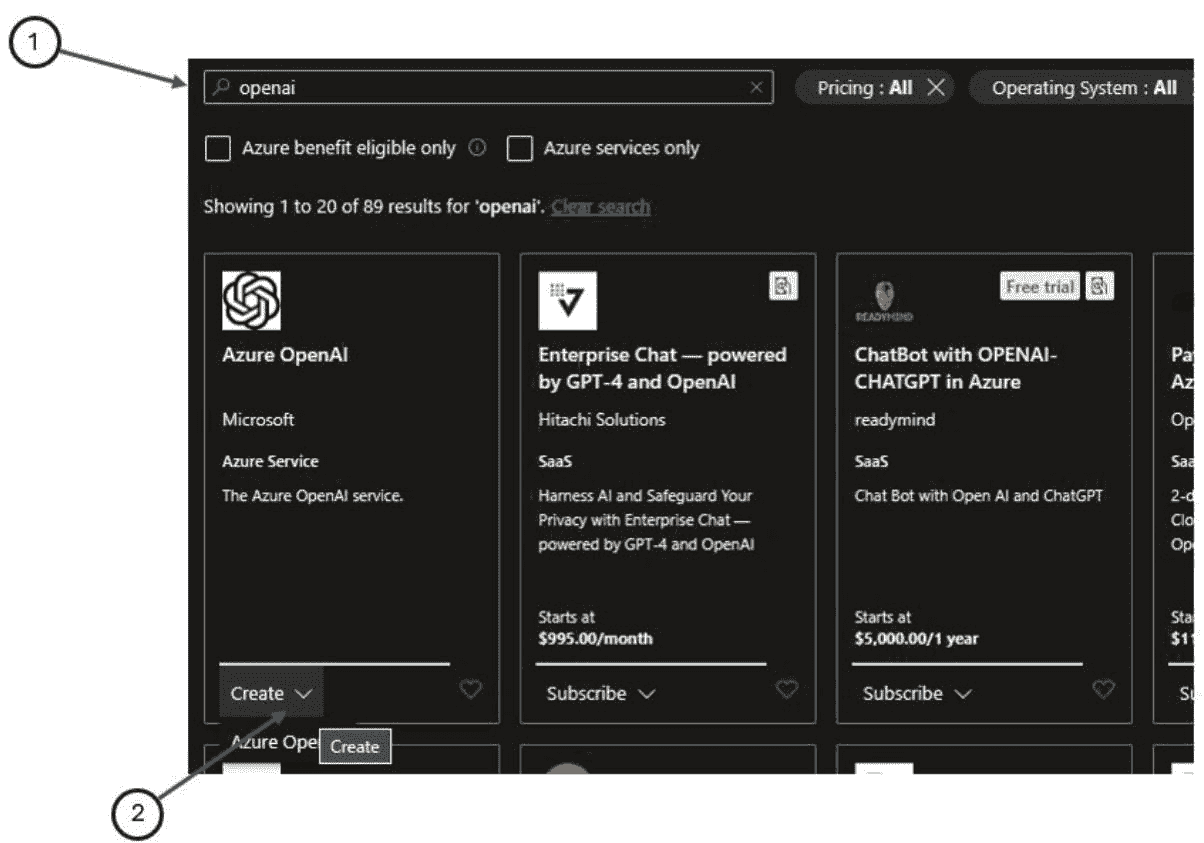 1
openai
Pricing : All
Operating System : All
Azure benefit eligible only
Azure services only
Showing 1 to 20 of 89 results for 'openai'. Clear search
Azure OpenAI
Microsoft
Azure Service
The Azure OpenAI service.
Create
Azure Ope
Create
Enterprise Chat — powered
by GPT-4 and OpenAI
Hitachi Solutions
SaaS
Harness AI and Safeguard Your
Privacy with Enterprise Chat —
powered by GPT-4 and OpenAI
Starts at
$995.00/month
Subscribe
Free trial
READYMIND
ChatBot with OPENAI-
CHATGPT in Azure
readymind
SaaS
Chat Bot with Open AI and ChatGPT
Starts at
$5,000.00/1 year
Subscribe
2